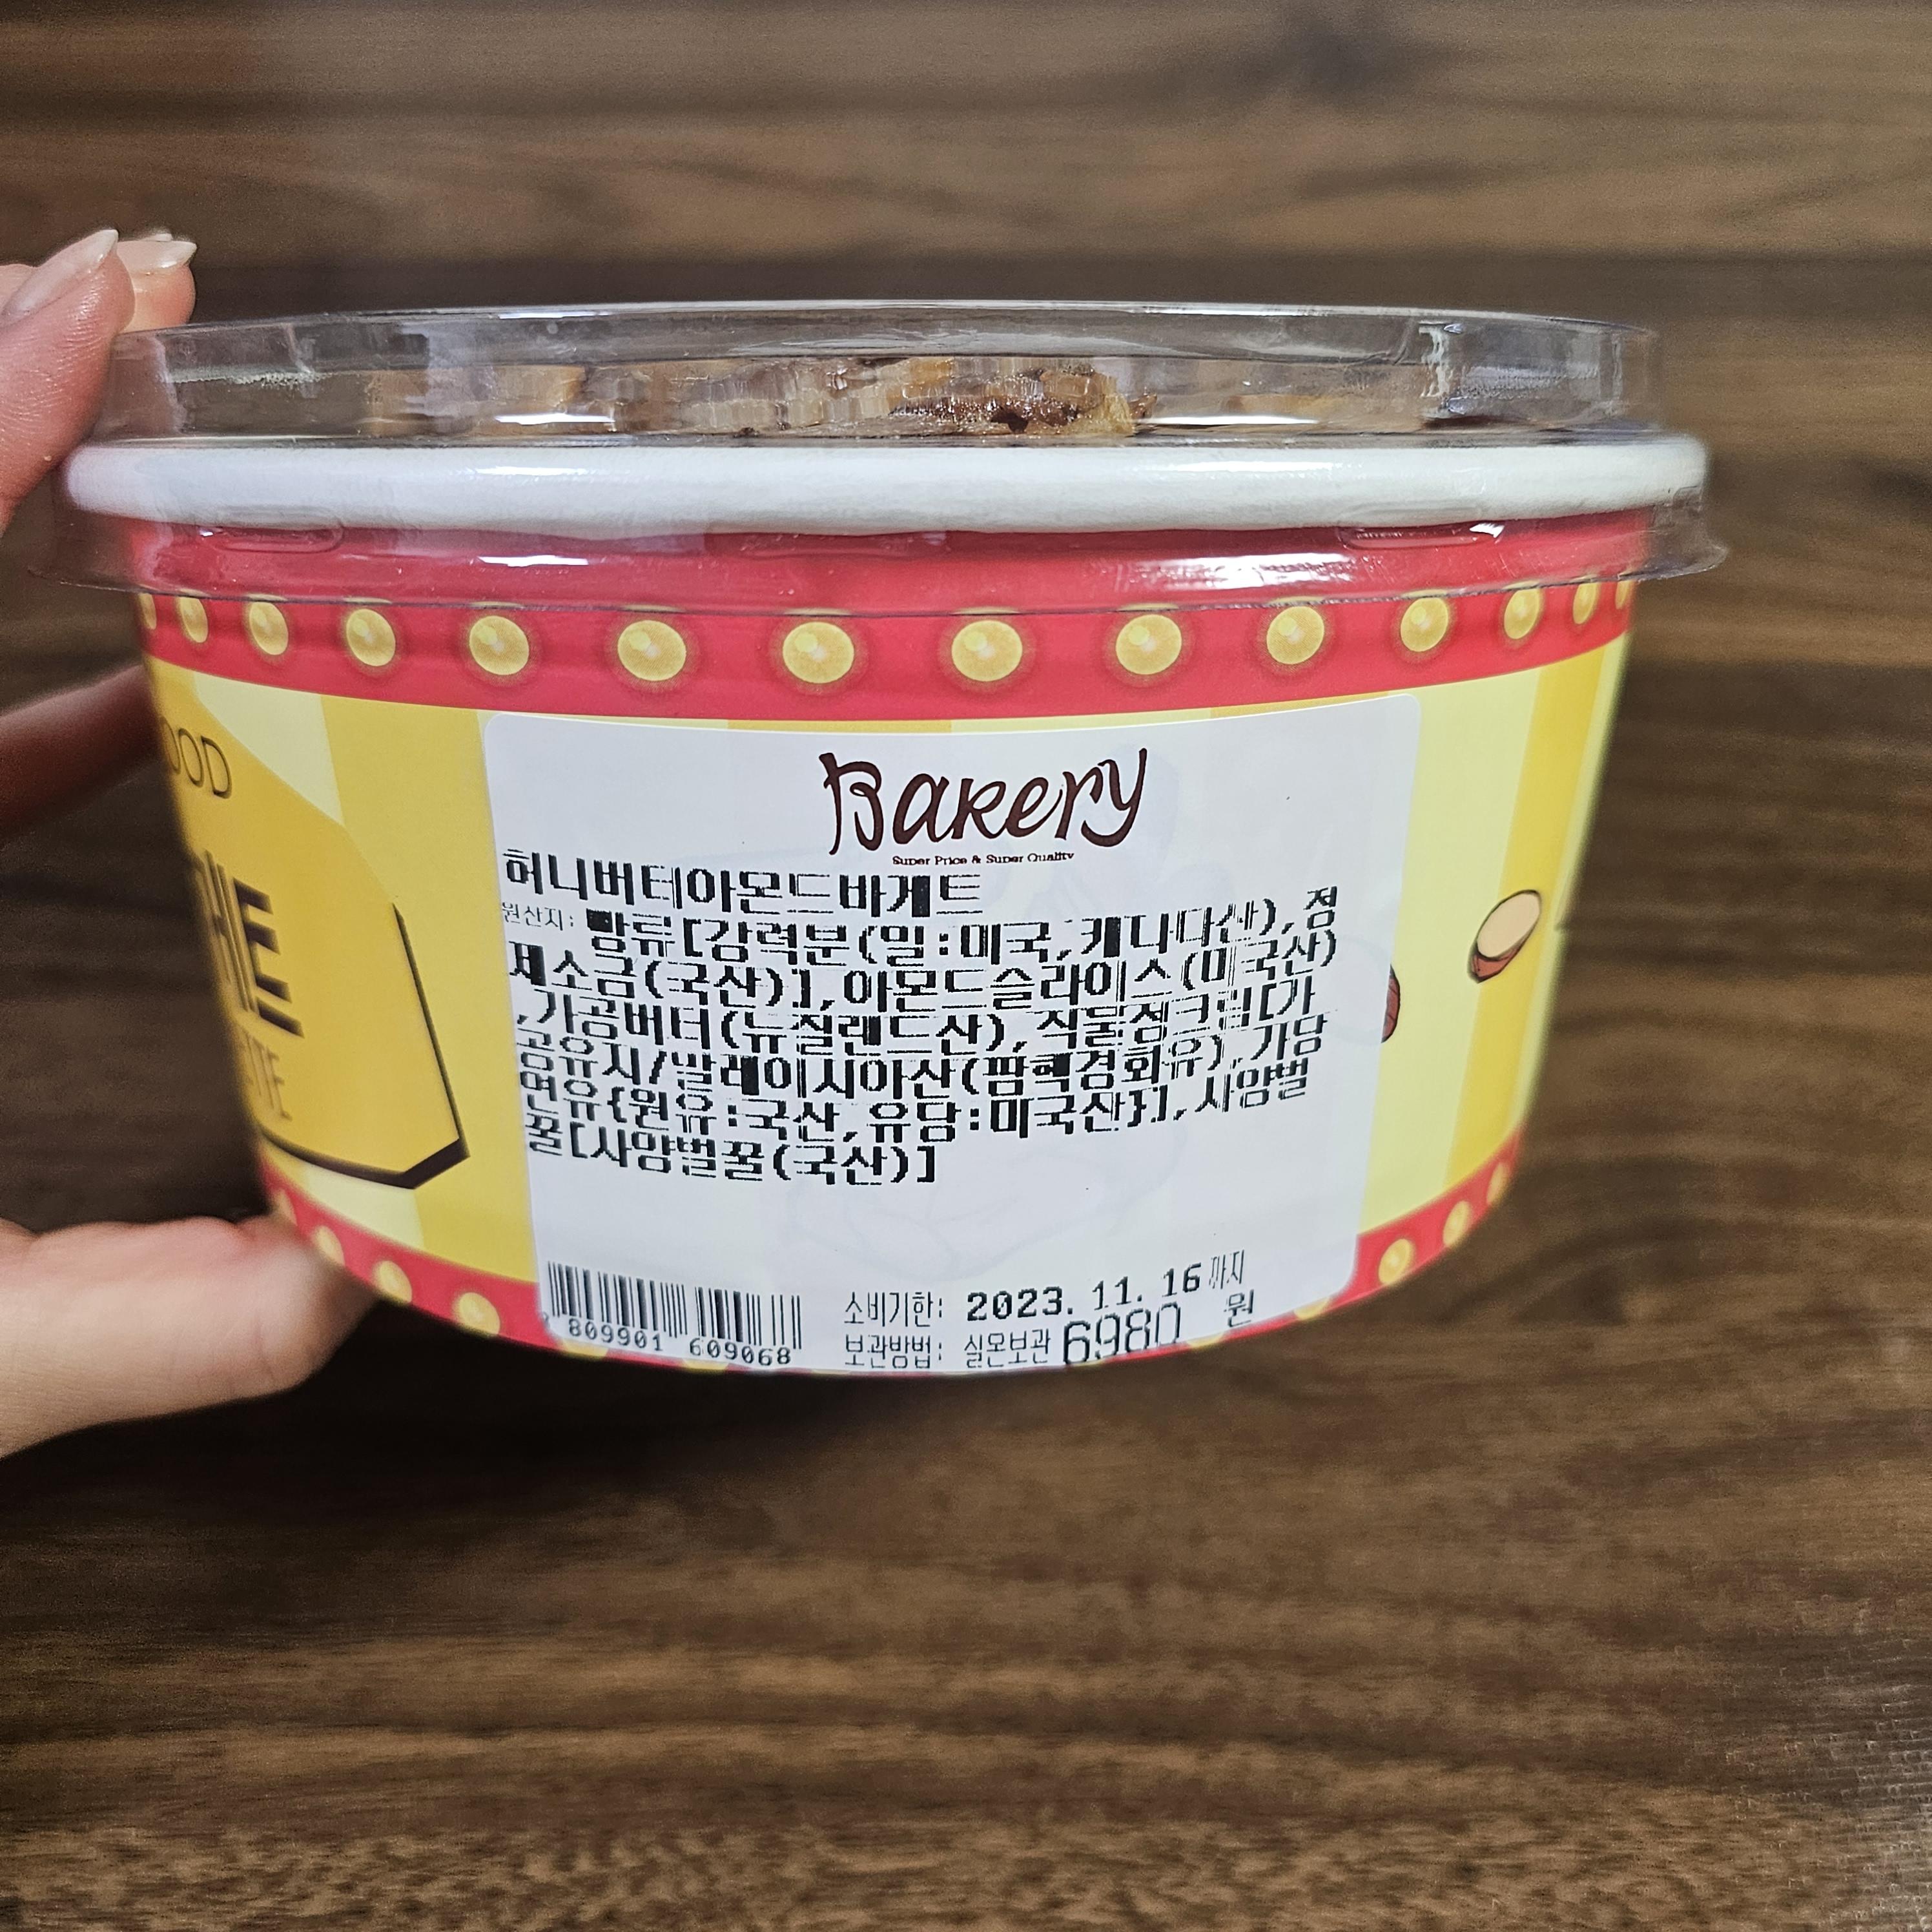 OOD
HE
Bakery
Super Price & Super Quality
허니버터아몬드바게트
원산지: 빵류[강력분(밀:미국,캐나다산),정
제소금(국산)],아몬드슬라이스(미국산)
,가공버터(뉴질랜드산),식물성크림[가
공유지/말레이시아산(팜핵경화유),가당
연유{원유:국산,유당:미국산}],사양벌
꿀[사양벌꿀(국산)]
809901 609068
소비기한: 2023. 11. 16 까지
보관방법: 실온보관 6980 원